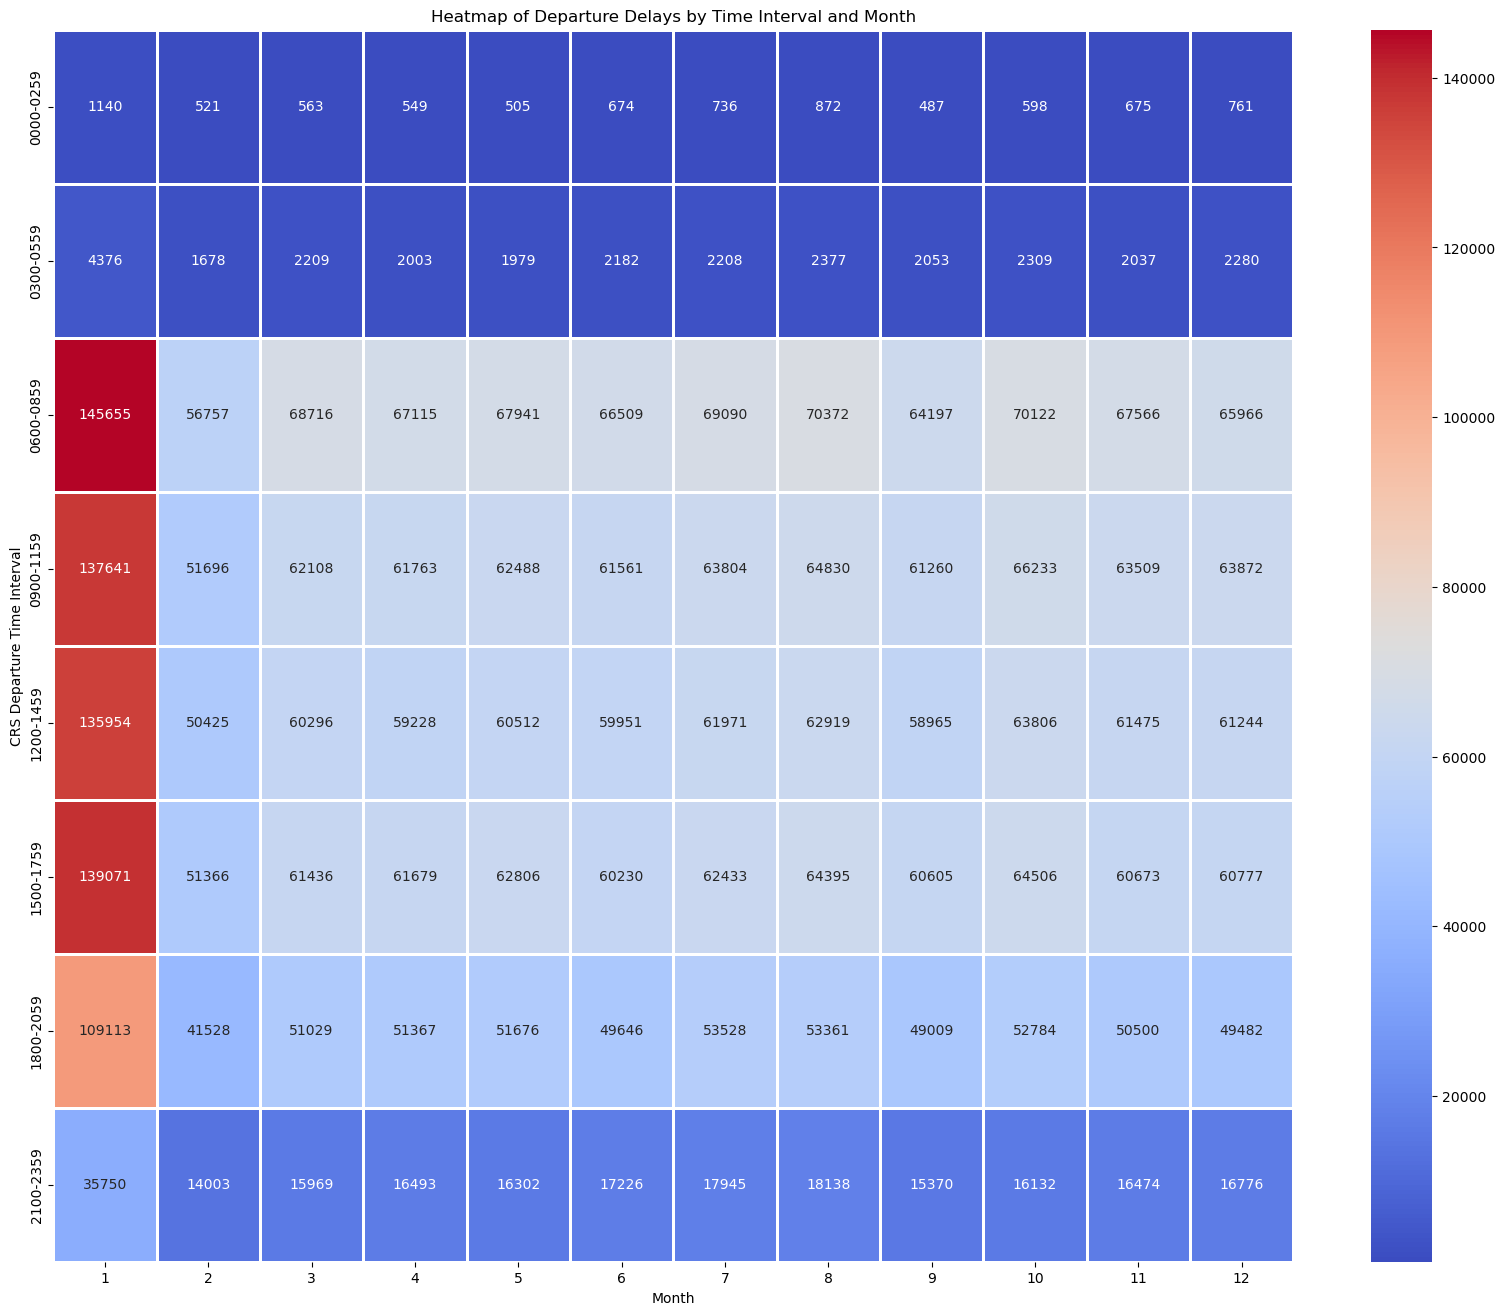 Heatmap of Departure Delays by Time Interval and Month
CRS Departure Time Interval
0000-0259 1140 521 563 549 505 674 736 872 487 598 675 761
0300-0559 4376 1678 2209 2003 1979 2182 2208 2377 2053 2309 2037 2280
0600-0859 145655 56757 68716 67115 67941 66509 69090 70372 64197 70122 67566 65966
0900-1159 137641 51696 62108 61763 62488 61561 63804 64830 61260 66233 63509 63872
1200-1459 135954 50425 60296 59228 60512 59951 61971 62919 58965 63806 61475 61244
1500-1759 139071 51366 61436 61679 62806 60230 62433 64395 60605 64506 60673 60777
1800-2059 109113 41528 51029 51367 51676 49646 53528 53361 49009 52784 50500 49482
2100-2359 35750 14003 15969 16493 16302 17226 17945 18138 15370 16132 16474 16776
1 2 3 4 5 6 7 8 9 10 11 12
Month
140000
120000
100000
80000
60000
40000
20000